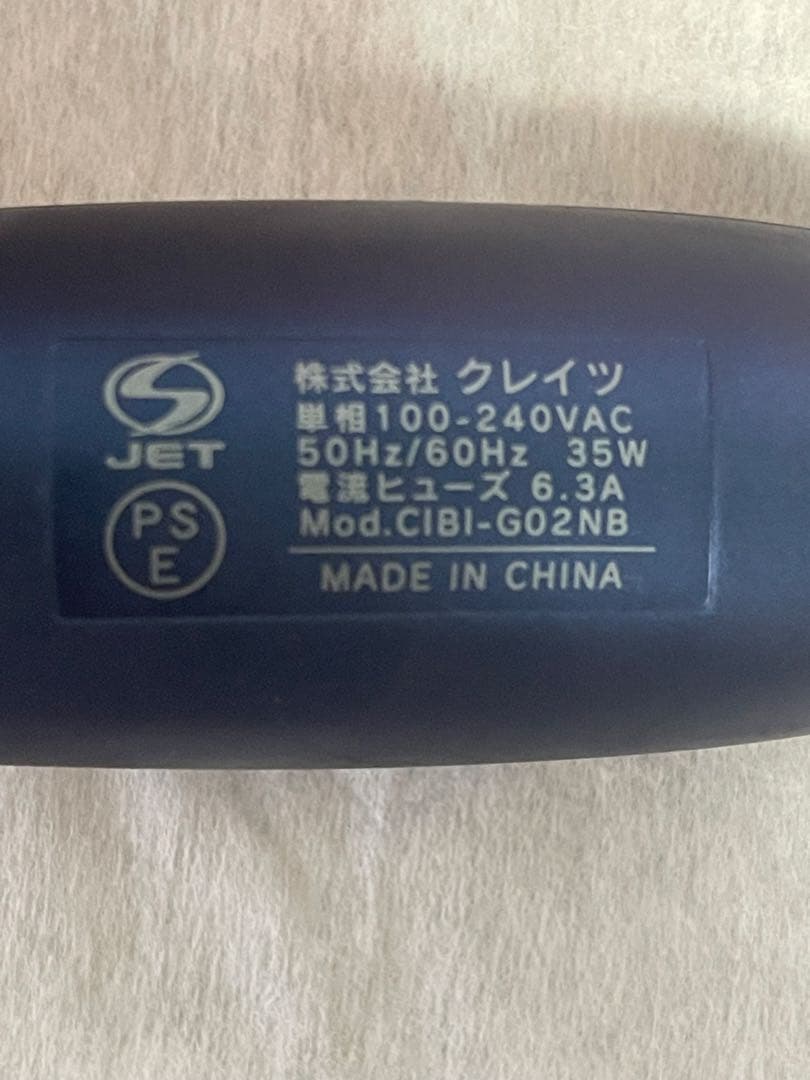 JET
PS
E
株式会社 クレイツ
単相100-240VAC
50Hz/60Hz 35W
電流ヒューズ 6.3A
Mod.CIBI-G02NB
MADE IN CHINA